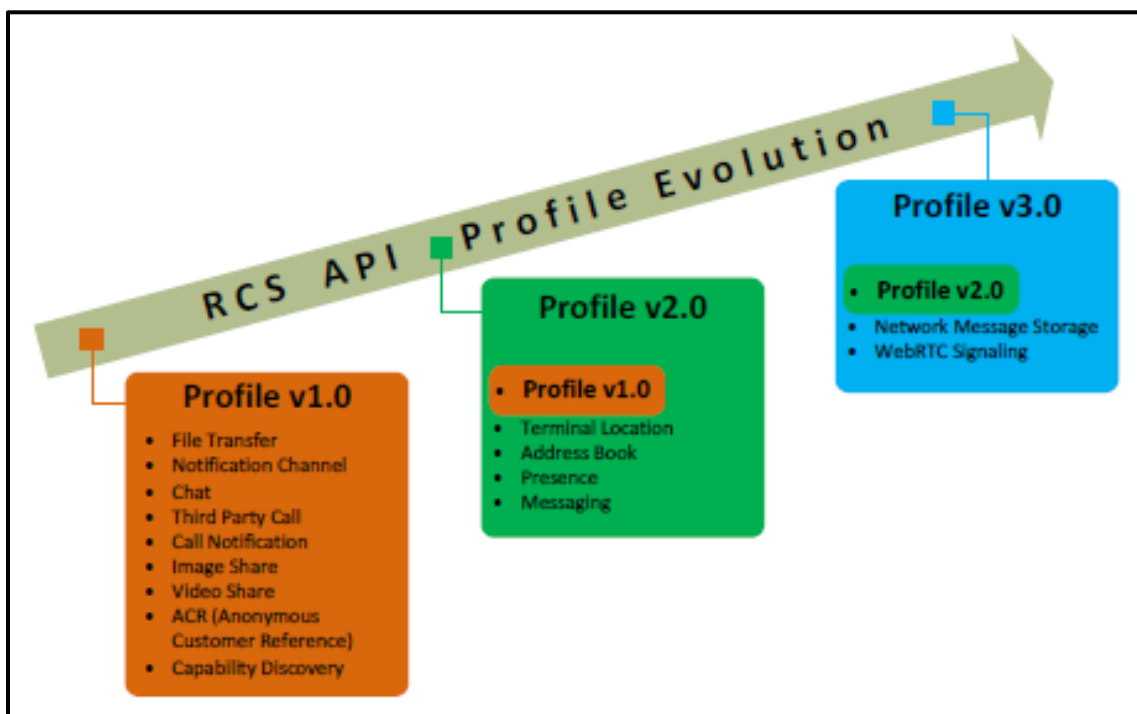 RCS API Profile Evolution
Profile v1.0
• File Transfer
• Notification Channel
• Chat
• Third Party Call
• Call Notification
• Image Share
• Video Share
• ACR (Anonymous
Customer Reference)
• Capability Discovery
Profile v2.0
• Profile v1.0
• Terminal Location
• Address Book
• Presence
• Messaging
Profile v3.0
• Profile v2.0
• Network Message Storage
• WebRTC Signaling